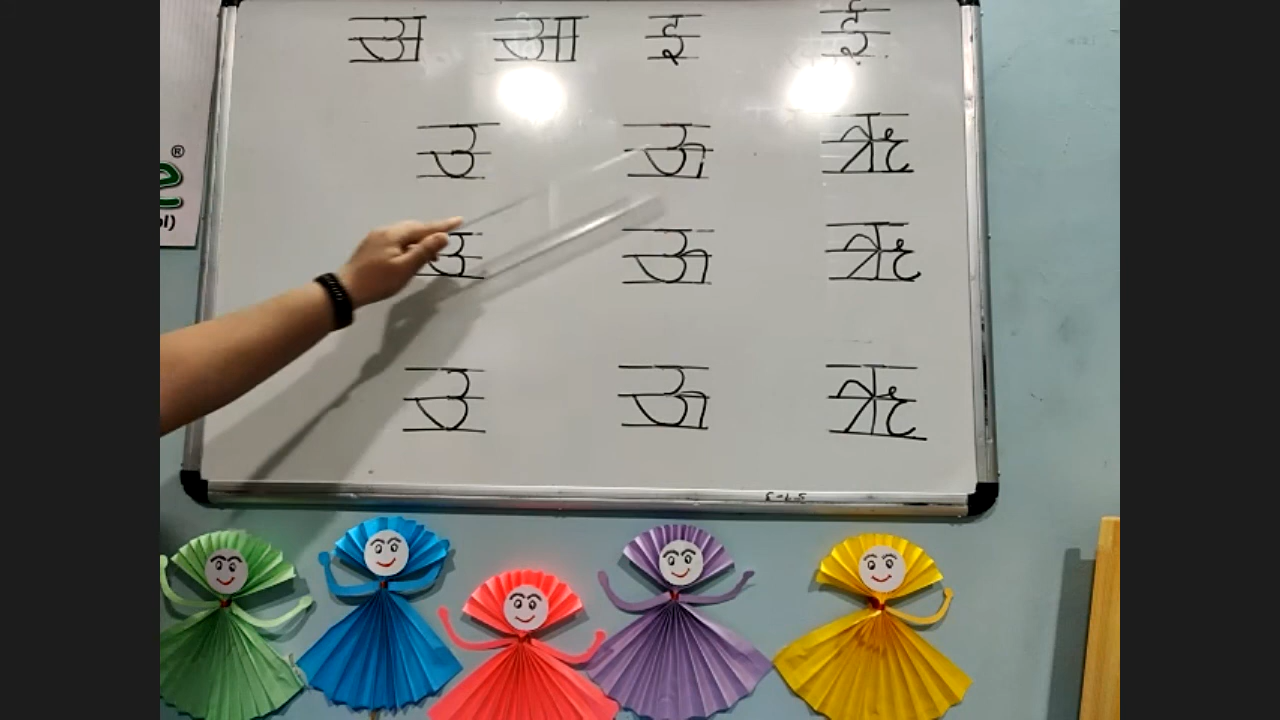 अ आ इ ई
उ ऊ ऋ
उ ऊ ऋ
उ ऊ ऋ